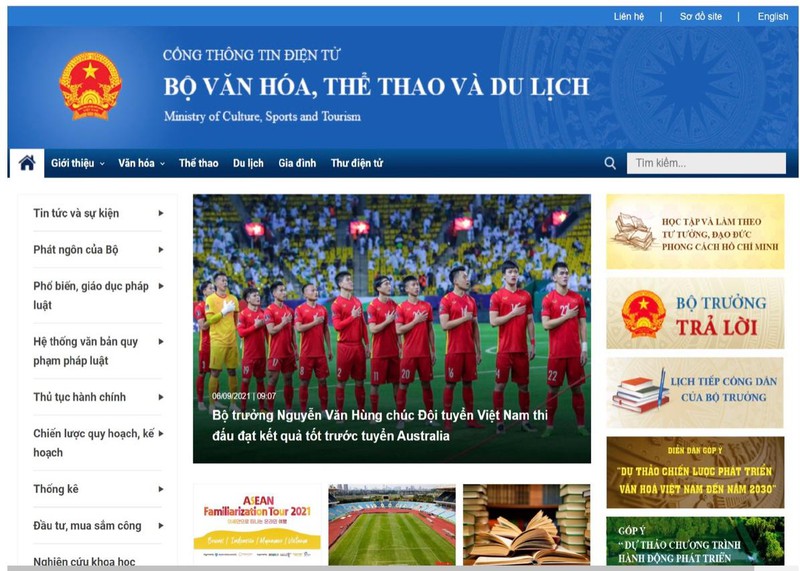 Liên hệ | Sơ đồ site | English
CỔNG THÔNG TIN ĐIỆN TỬ
BỘ VĂN HÓA, THỂ THAO VÀ DU LỊCH
Ministry of Culture, Sports and Tourism
Giới thiệu Văn hóa Thể thao Du lịch Gia đình Thư điện tử
Tìm kiếm...
Tin tức và sự kiện
Phát ngôn của Bộ
Phổ biến, giáo dục pháp
luật
Hệ thống văn bản quy
phạm pháp luật
Thủ tục hành chính
Chiến lược quy hoạch, kế
hoạch
Thống kê
Đầu tư, mua sắm công
Nghiên cứu khoa học
06/09/2021 | 09:07
Bộ trưởng Nguyễn Văn Hùng chúc Đội tuyển Việt Nam thi
đấu đạt kết quả tốt trước tuyển Australia
ASEAN
Familiarization Tour 2021
HỌC TẬP VÀ LÀM THEO
TƯ TƯỞNG, ĐẠO ĐỨC
PHONG CÁCH HỒ CHÍ MINH
BỘ TRƯỞNG
TRẢ LỜI
LỊCH TIẾP CÔNG DÂN
CỦA BỘ TRƯỞNG
DIỄN ĐÀN GÓP Ý
"DỰ THẢO CHIẾN LƯỢC PHÁT TRIỂN
VĂN HOÁ VIỆT NAM ĐẾN NĂM 2030"
GÓP Ý
"DỰ THẢO CHƯƠNG TRÌNH
HÀNH ĐỘNG PHÁT TRIỂN